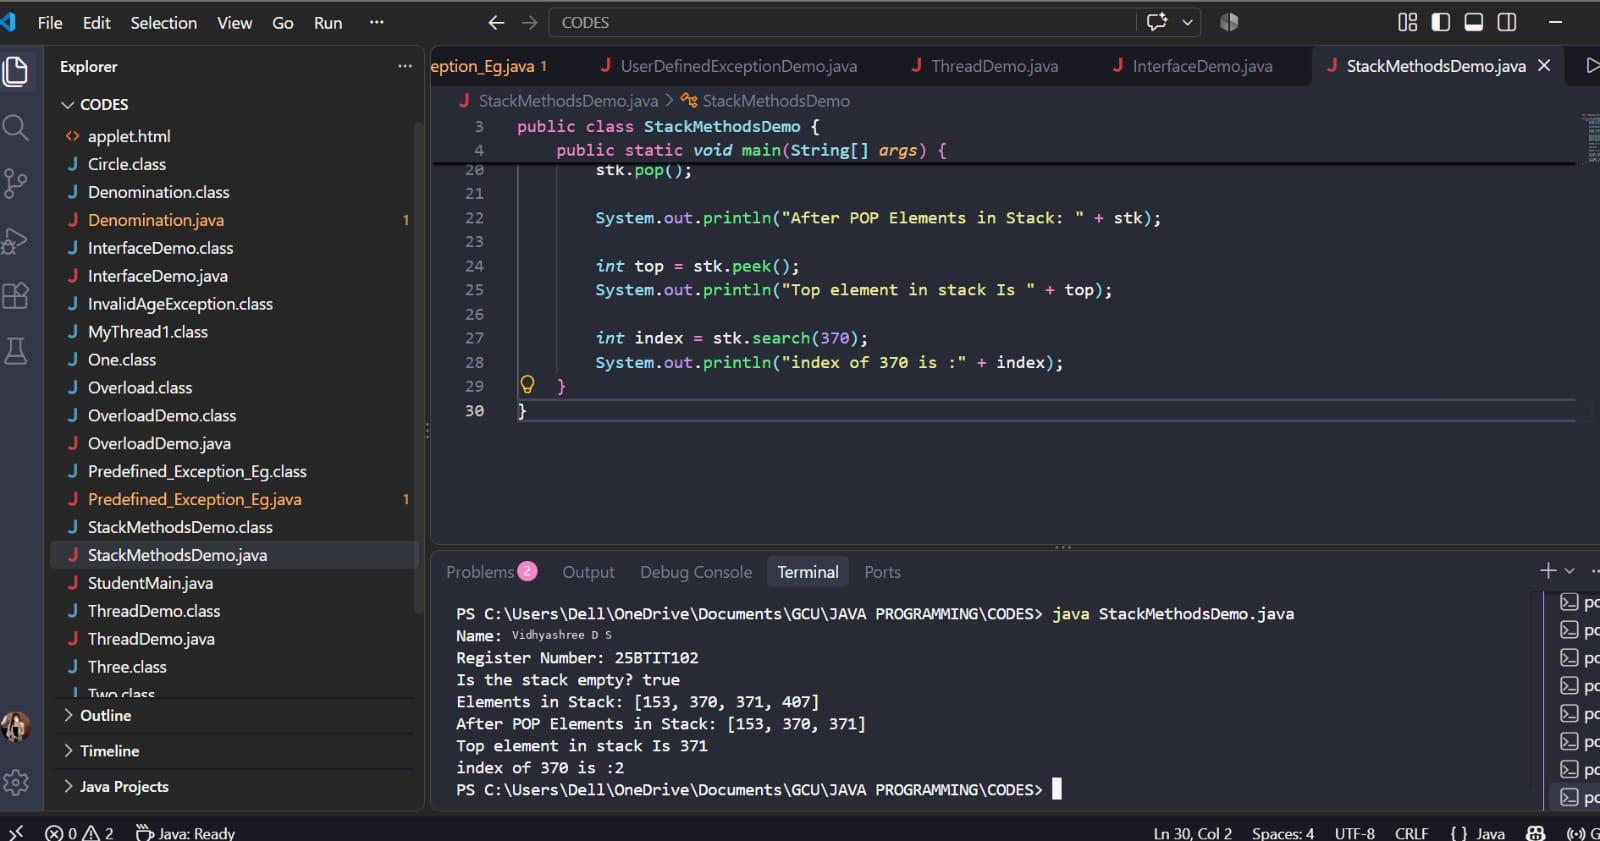 File Edit Selection View Go Run ··· CODES
Explorer ···
eption_Eg.java 1 UserDefinedExceptionDemo.java ThreadDemo.java InterfaceDemo.java StackMethodsDemo.java
CODES
applet.html
Circle.class
Denomination.class
Denomination.java 1
InterfaceDemo.class
InterfaceDemo.java
InvalidAgeException.class
MyThread1.class
One.class
Overload.class
OverloadDemo.class
OverloadDemo.java
Predefined_Exception_Eg.class
Predefined_Exception_Eg.java 1
StackMethodsDemo.class
StackMethodsDemo.java
StudentMain.java
ThreadDemo.class
ThreadDemo.java
Three.class
Two.class
Outline
Timeline
Java Projects
StackMethodsDemo.java > StackMethodsDemo
3 public class StackMethodsDemo {
4 public static void main(String[] args) {
20 stk.pop();
21
22 System.out.println("After POP Elements in Stack: " + stk);
23
24 int top = stk.peek();
25 System.out.println("Top element in stack Is " + top);
26
27 int index = stk.search(370);
28 System.out.println("index of 370 is :" + index);
29 }
30 }
Problems 2 Output Debug Console Terminal Ports
PS C:\Users\Dell\OneDrive\Documents\GCU\JAVA PROGRAMMING\CODES> java StackMethodsDemo.java
Name: Vidhyashree D S
Register Number: 25BTIT102
Is the stack empty? true
Elements in Stack: [153, 370, 371, 407]
After POP Elements in Stack: [153, 370, 371]
Top element in stack Is 371
index of 370 is :2
PS C:\Users\Dell\OneDrive\Documents\GCU\JAVA PROGRAMMING\CODES>
po
po
po
po
po
po
po
po
0 2 Java: Ready Ln 30, Col 2 Spaces: 4 UTF-8 CRLF { } Java G